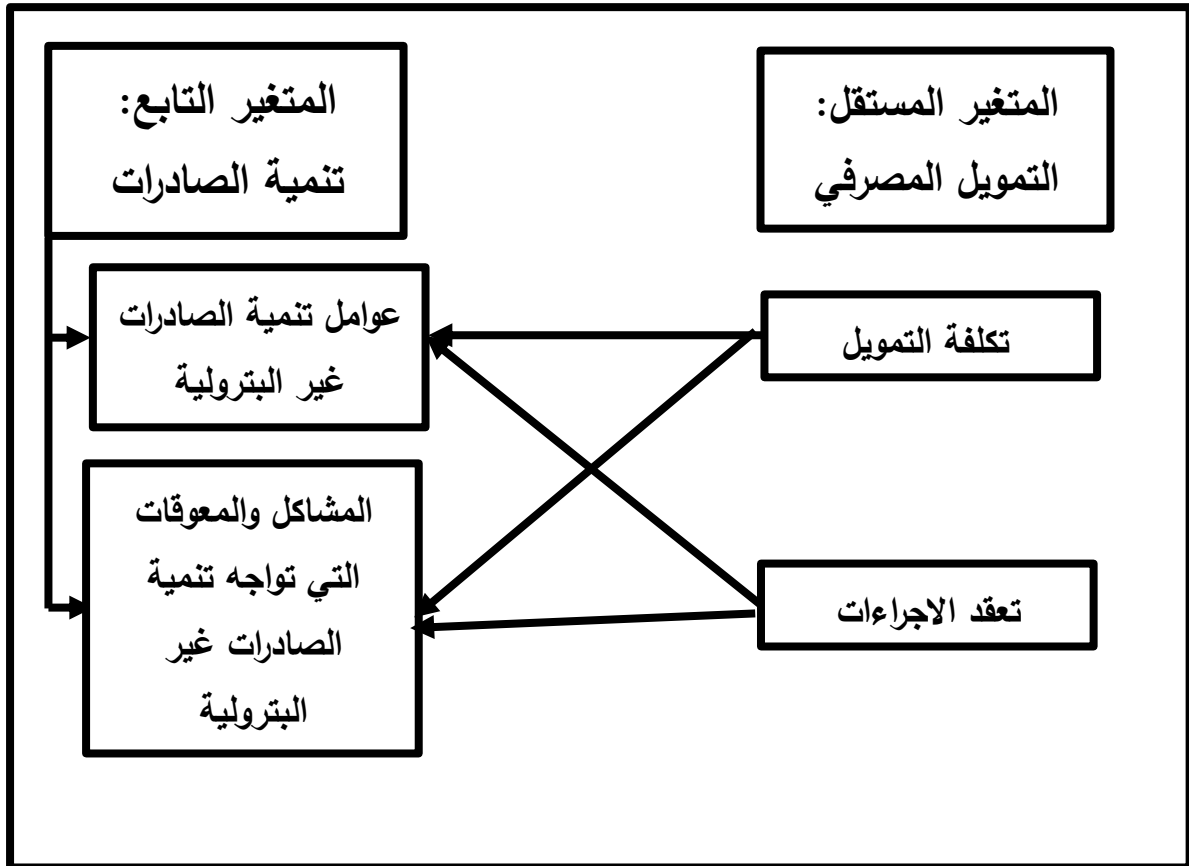 المتغير المستقل:
التمويل المصرفي
المتغير التابع:
تنمية الصادرات
تكلفة التمويل
عوامل تنمية الصادرات
غير البترولية
تعقد الاجراءات
المشاكل والمعوقات
التي تواجه تنمية
الصادرات غير
البترولية